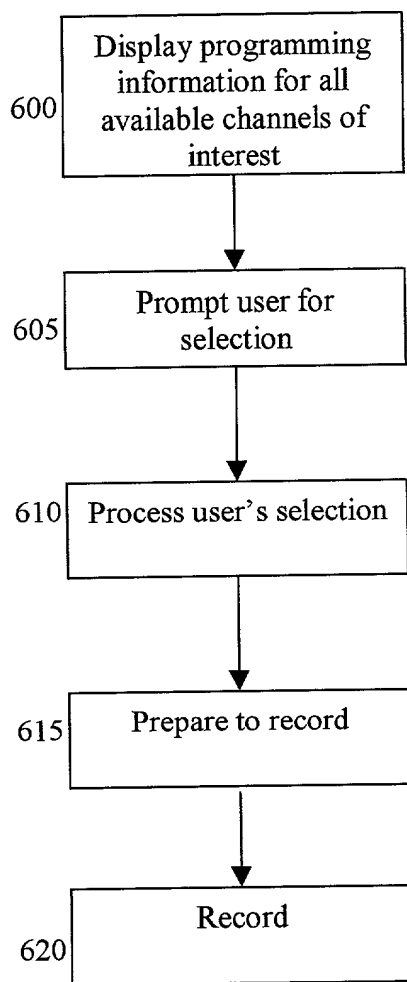 Display programming
information for all
600
available channels of
interest
Prompt user for
605
selection
610
Process user's selection
Prepare to record
615
Record
620